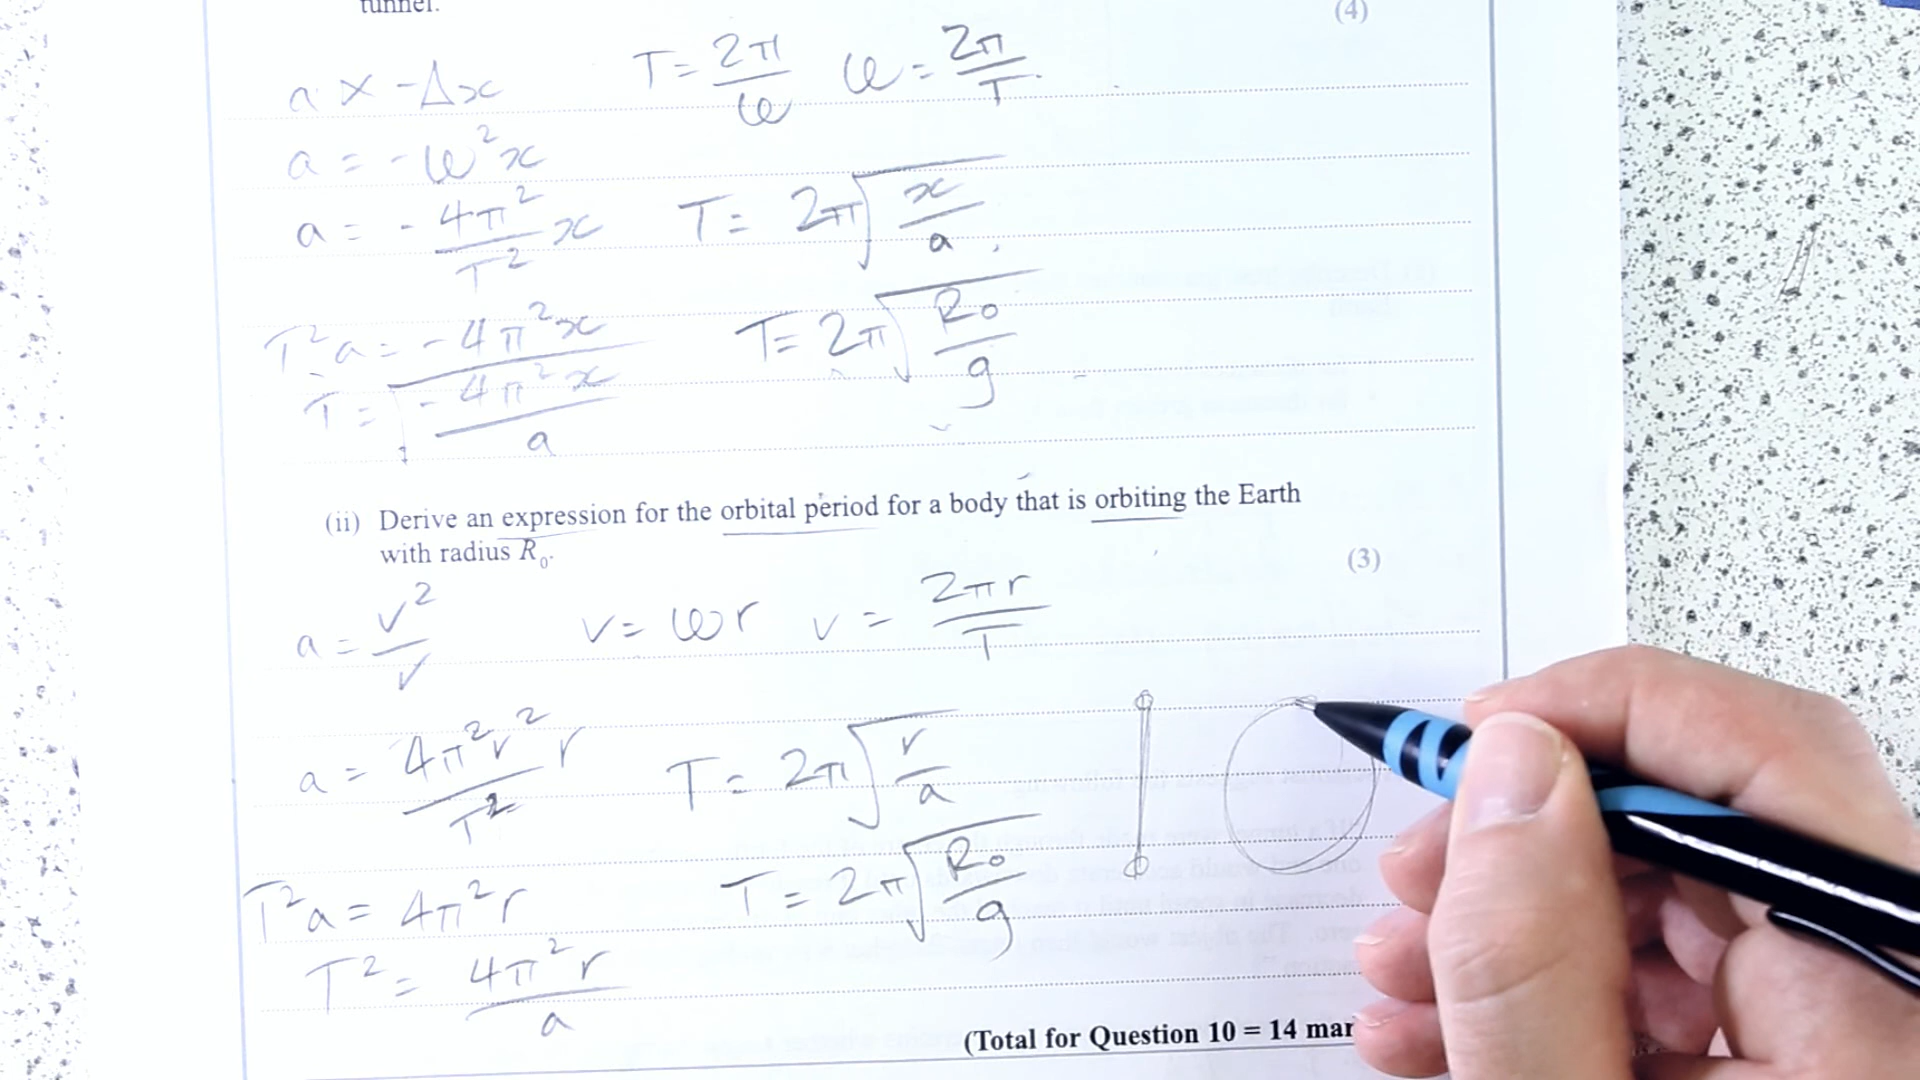 tunnel.
(4)
a ∝ -Δx    T = 2π/ω    ω = 2π/T
a = -ω²x
a = -4π²/T² x    T = 2π√(x/a)
T²a = -4π²x    T = 2π√(R₀/g)
T = √(-4π²x/a)
(ii) Derive an expression for the orbital period for a body that is orbiting the Earth
with radius R₀.
(3)
a = v²/r    v = ωr    v = 2πr/T
a = 4π²r² r/T²    T = 2π√(r/a)
T²a = 4π²r    T = 2π√(R₀/g)
T² = 4π²r/a
(Total for Question 10 = 14 mar